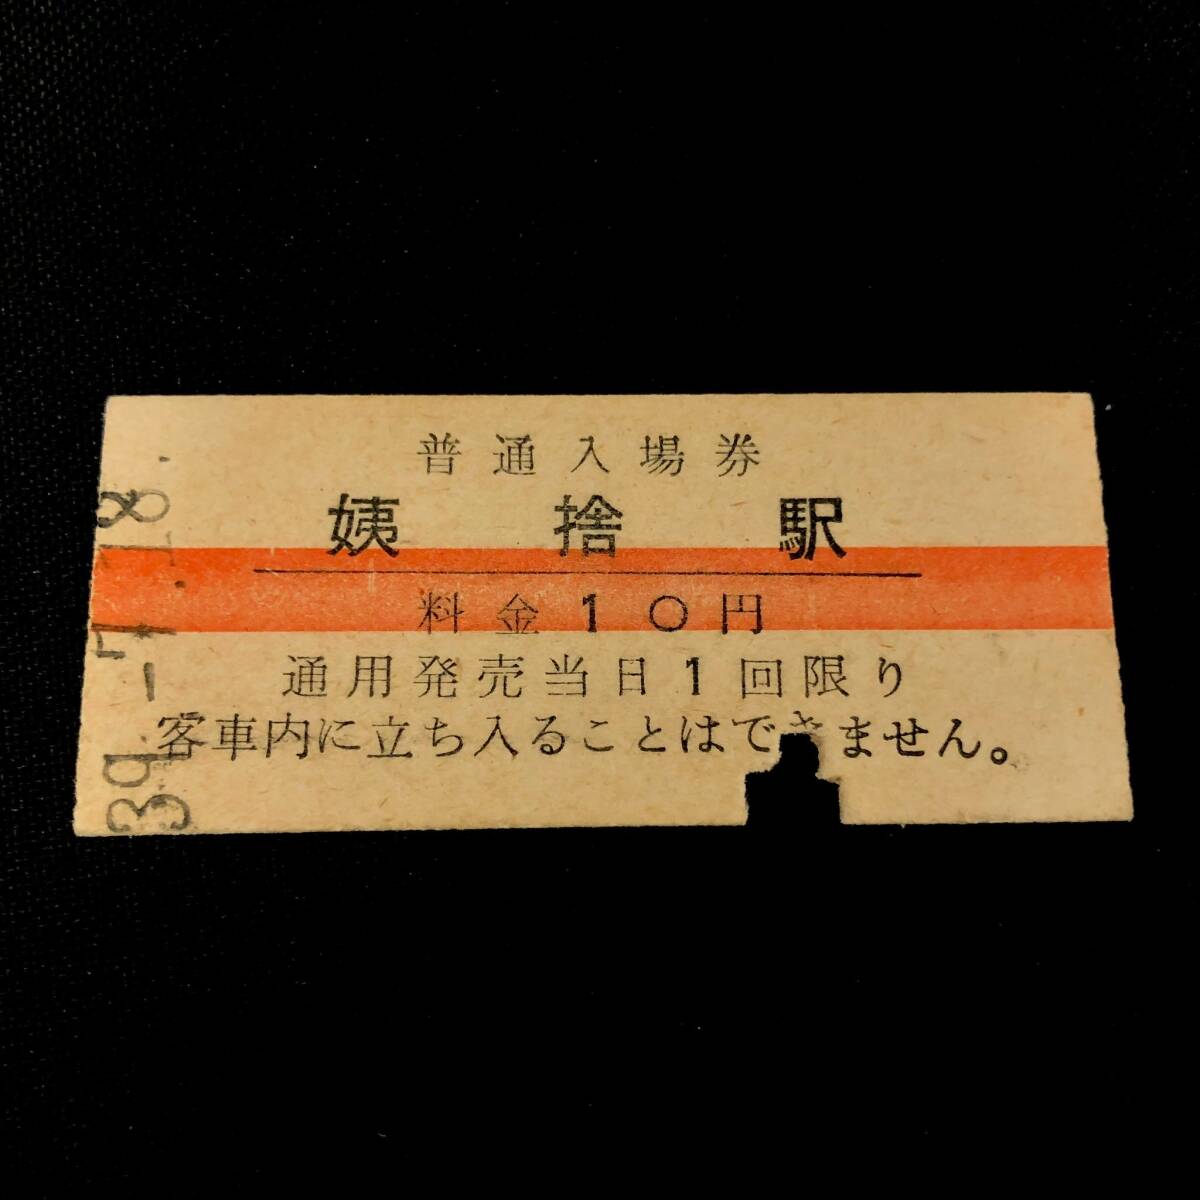 普通入場券
姨捨駅
料金10円
通用発売当日1回限り
客車内に立ち入ることはできません。
39.-7.18.